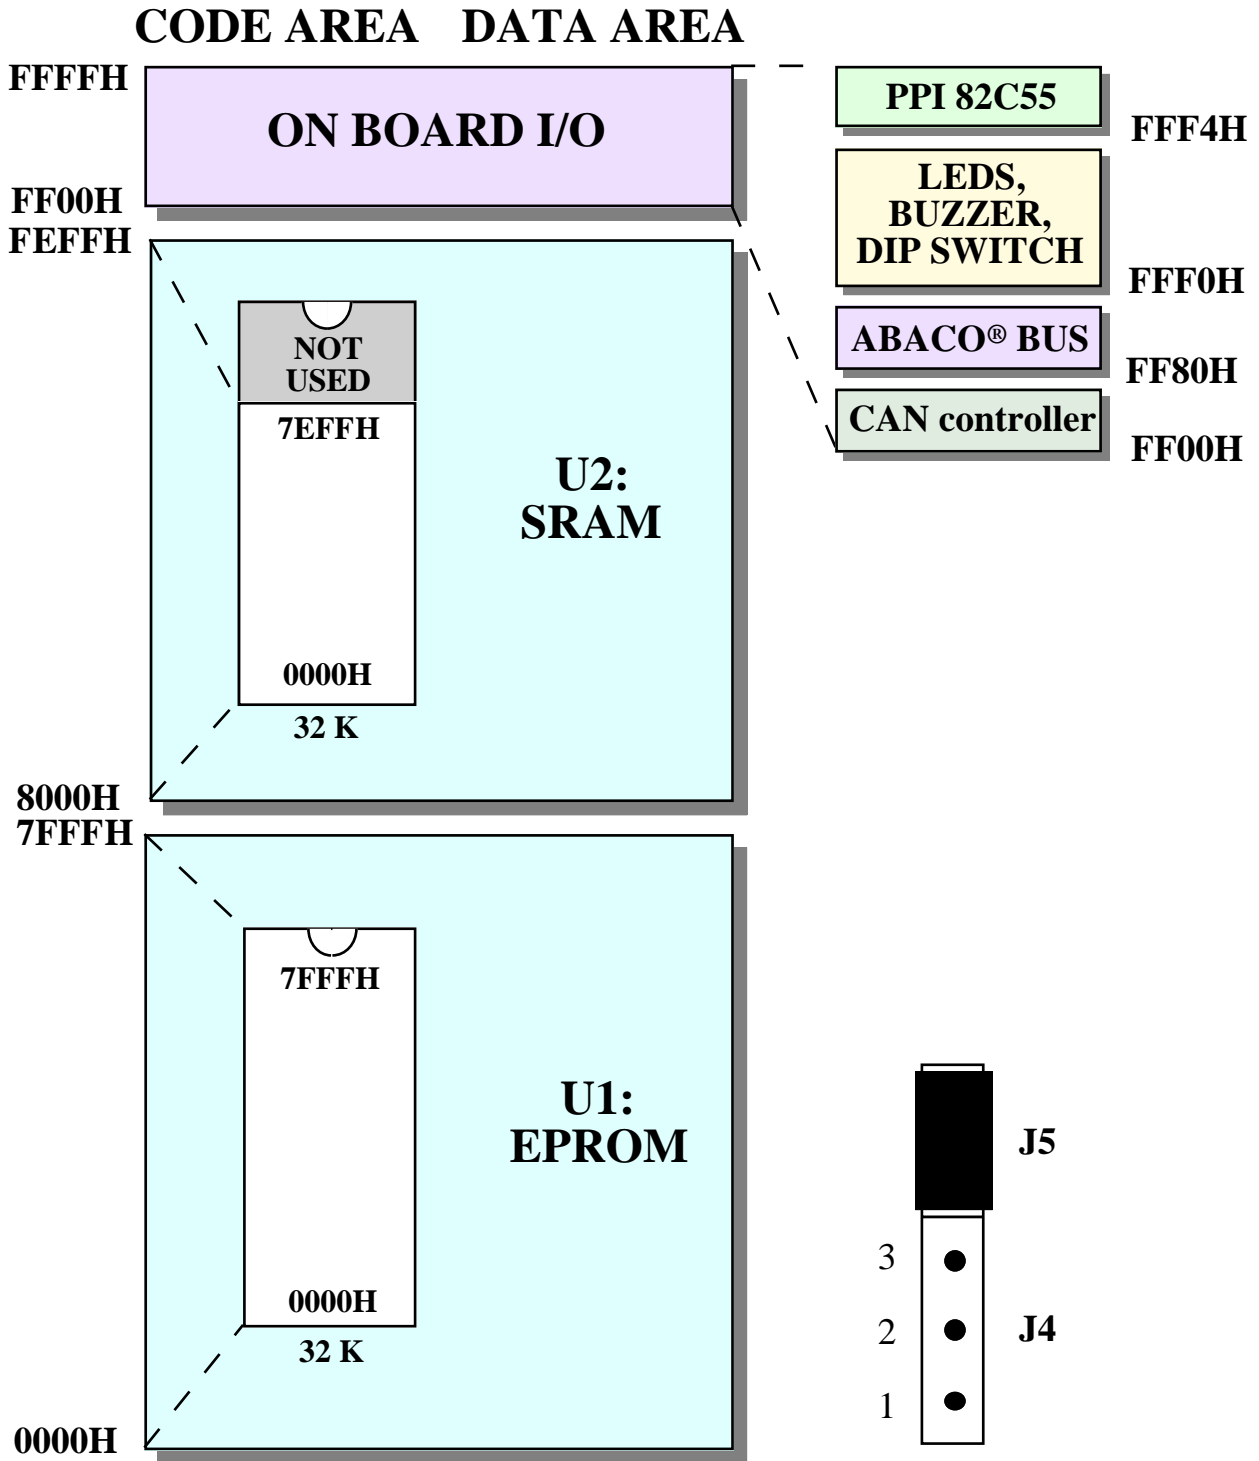 CODE AREA DATA AREA
FFFFH
ON BOARD I/O
FF00H
FEFFH
NOT
USED
7EFFH
U2:
SRAM
0000H
32 K
8000H
7FFFH
7FFFH
U1:
EPROM
0000H
32 K
0000H
PPI 82C55
FFF4H
LEDS,
BUZZER,
DIP SWITCH
FFF0H
ABACO® BUS
FF80H
CAN controller
FF00H
J5
3
2
J4
1